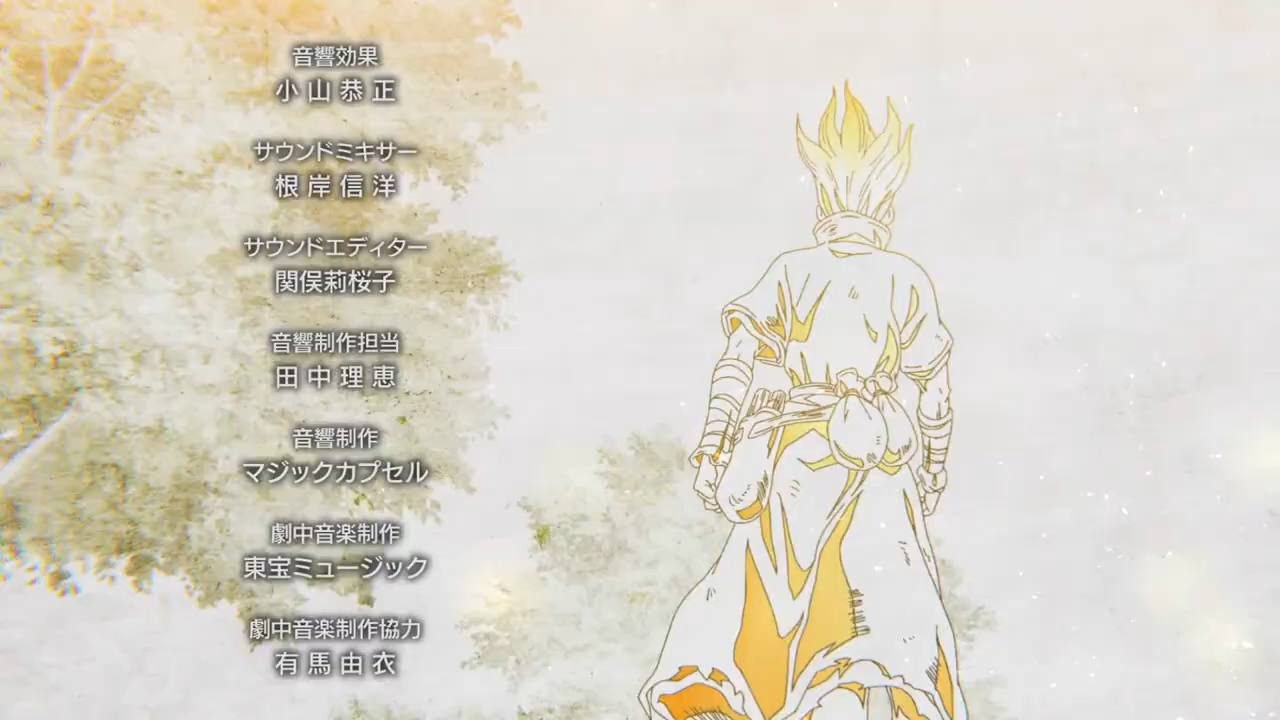 音響効果
小山恭正
サウンドミキサー
根岸信洋
サウンドエディター
関俣莉桜子
音響制作担当
田中理恵
音響制作
マジックカプセル
劇中音楽制作
東宝ミュージック
劇中音楽制作協力
有馬由衣